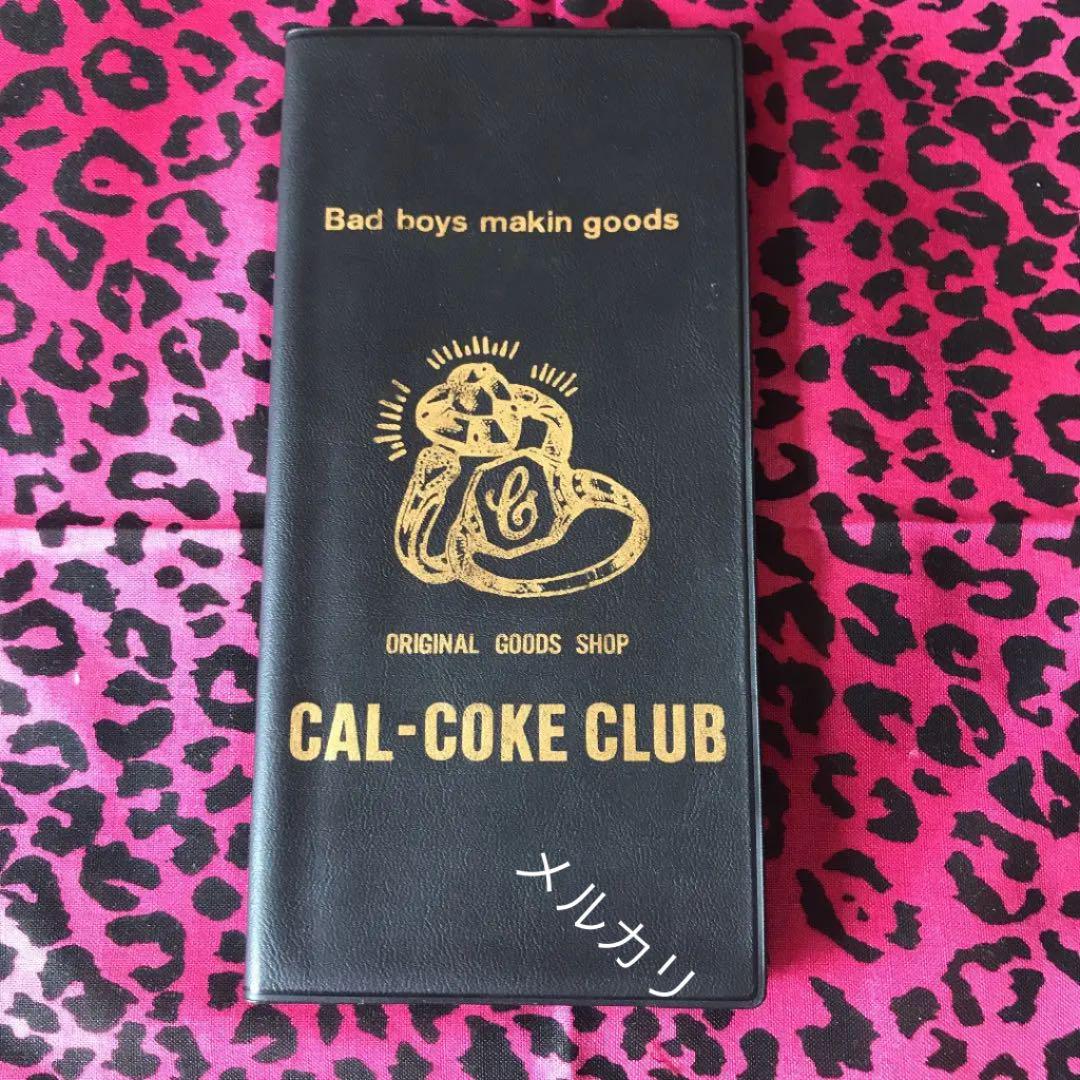 Bad boys makin goods
C
ORIGINAL GOODS SHOP
CAL-COKE CLUB
メルカリ